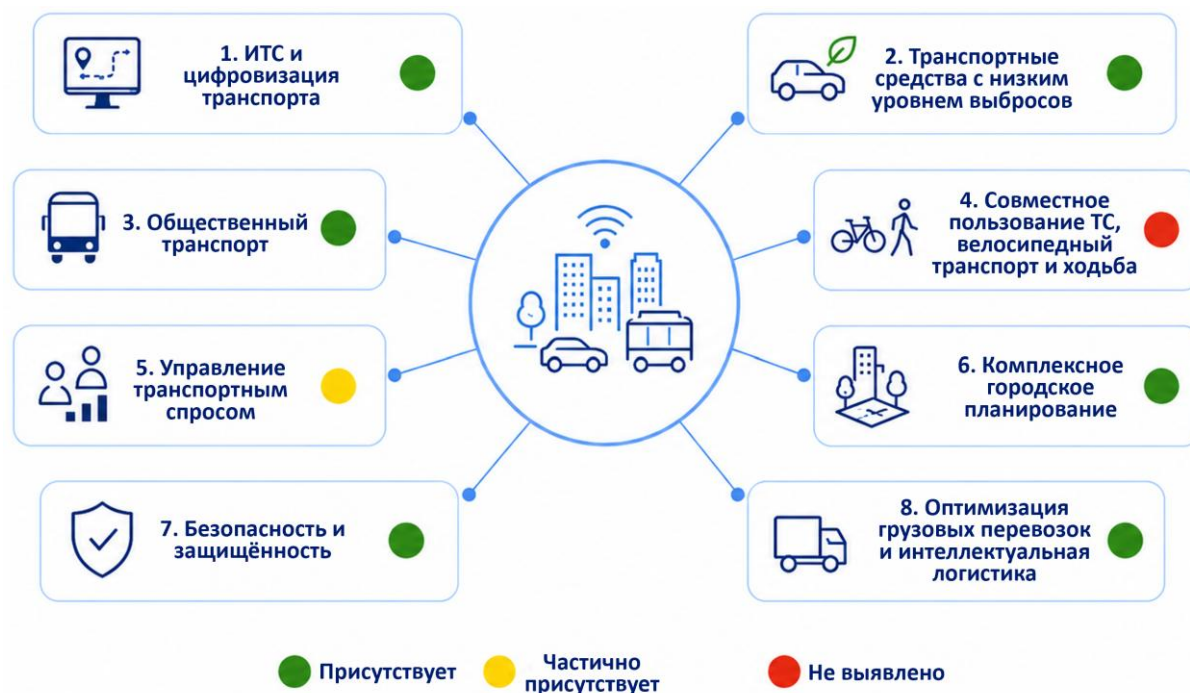 1. ИТС и
цифровизация
транспорта
2. Транспортные
средства с низким
уровнем выбросов
3. Общественный
транспорт
4. Совместное
пользование ТС,
велосипедный
транспорт и ходьба
5. Управление
транспортным
спросом
6. Комплексное
городское
планирование
7. Безопасность и
защищённость
8. Оптимизация
грузовых перевозок
и интеллектуальная
логистика
Присутствует
Частично
присутствует
Не выявлено